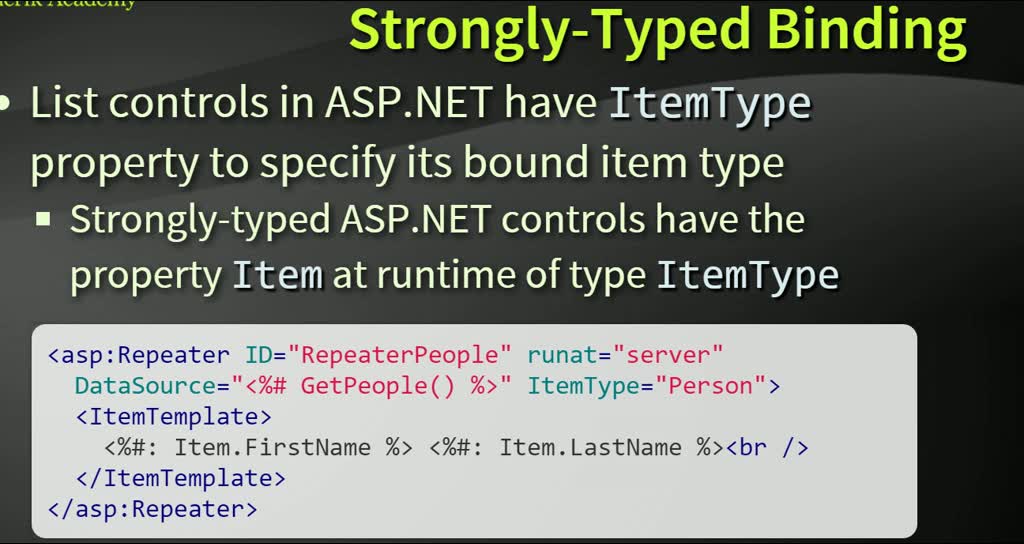 Academy
Strongly-Typed Binding
• List controls in ASP.NET have ItemType
property to specify its bound item type
▪ Strongly-typed ASP.NET controls have the
property Item at runtime of type ItemType
<asp:Repeater ID="RepeaterPeople" runat="server"
DataSource="<%# GetPeople() %>" ItemType="Person">
<ItemTemplate>
<%#: Item.FirstName %> <%#: Item.LastName %><br />
</ItemTemplate>
</asp:Repeater>